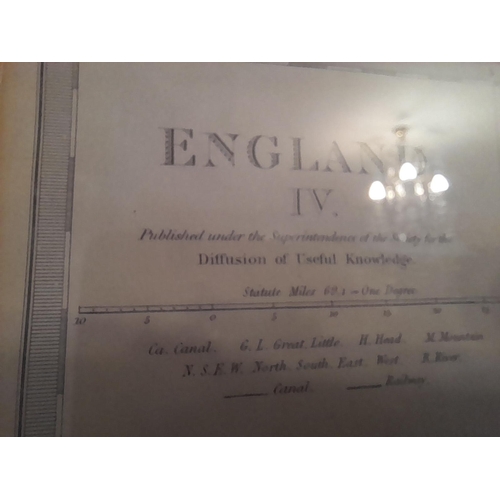 ENGLAND
IV.
Published under the Superintendence of the Society for the
Diffusion of Useful Knowledge.
Statute Miles 69.1 = One Degree
10 5 0 5 10 15 20 25
Ca. Canal. G. L. Great. Little. H. Head. M. Mountain.
N. S. E. W. North. South. East. West. R. River.
Canal. Railway.